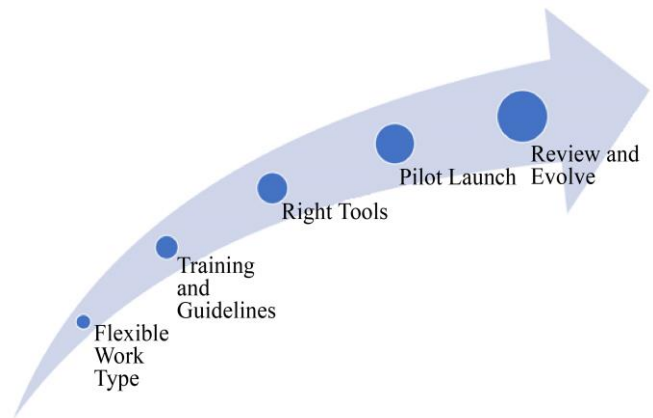 Flexible
Work
Type
Training
and
Guidelines
Right Tools
Pilot Launch
Review and
Evolve